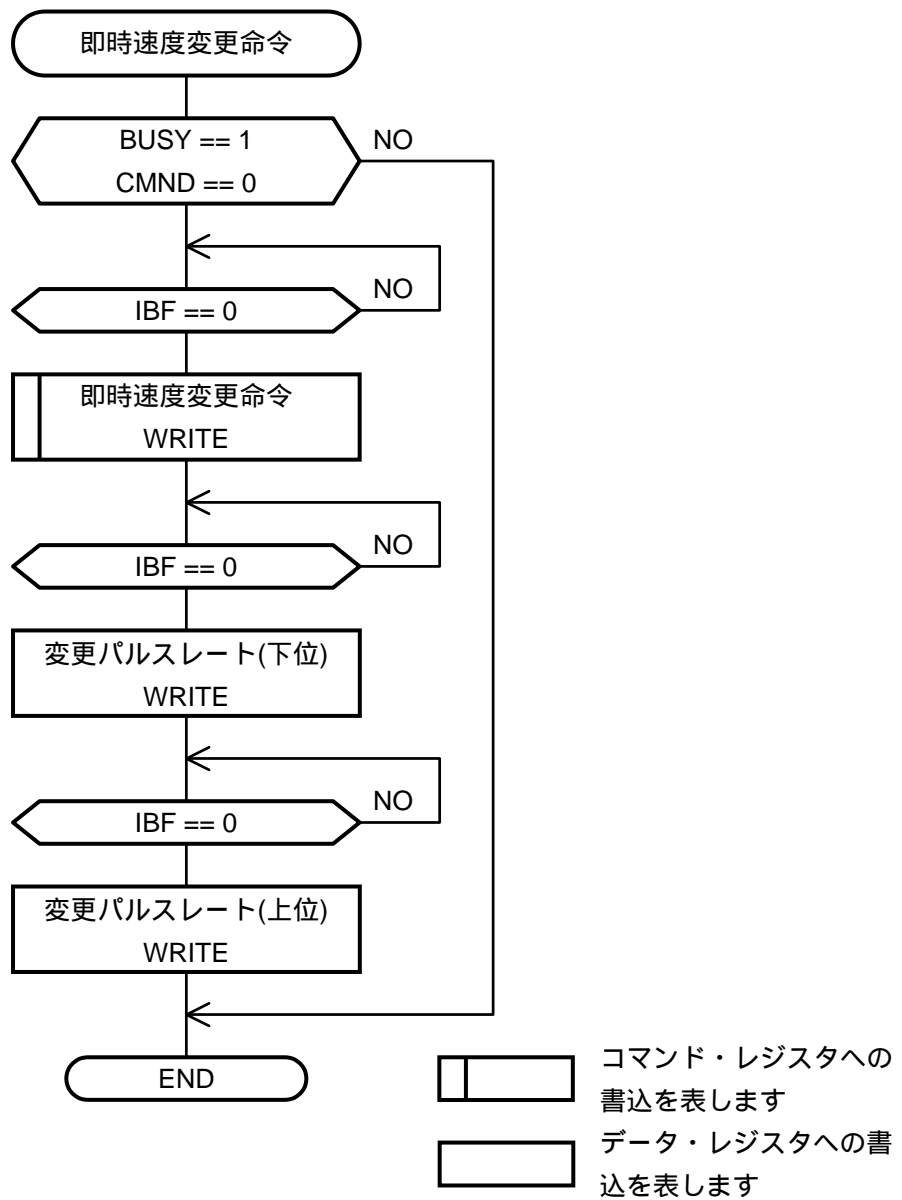 即時速度変更命令
BUSY == 1
NO
CMND == 0
NO
IBF == 0
即時速度変更命令
WRITE
NO
IBF == 0
変更パルスレート(下位)
WRITE
NO
IBF == 0
変更パルスレート(上位)
WRITE
END
コマンド・レジスタへの
書込を表します
データ・レジスタへの書
込を表します